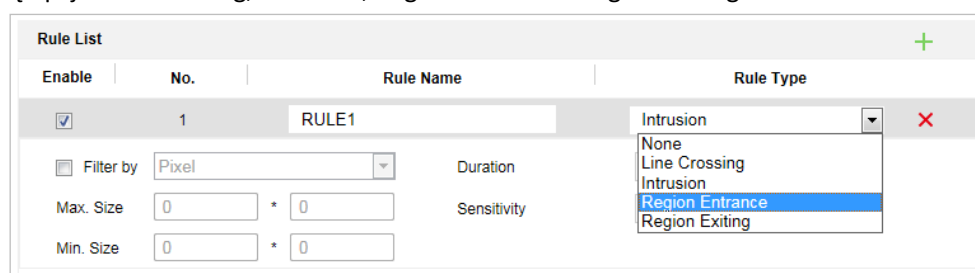 Rule List +
Enable No. Rule Name Rule Type
1 RULE1 Intrusion
None
Filter by Pixel Duration
Line Crossing
Intrusion
Max. Size 0 * 0 Sensitivity
Region Entrance
Region Exiting
Min. Size 0 * 0